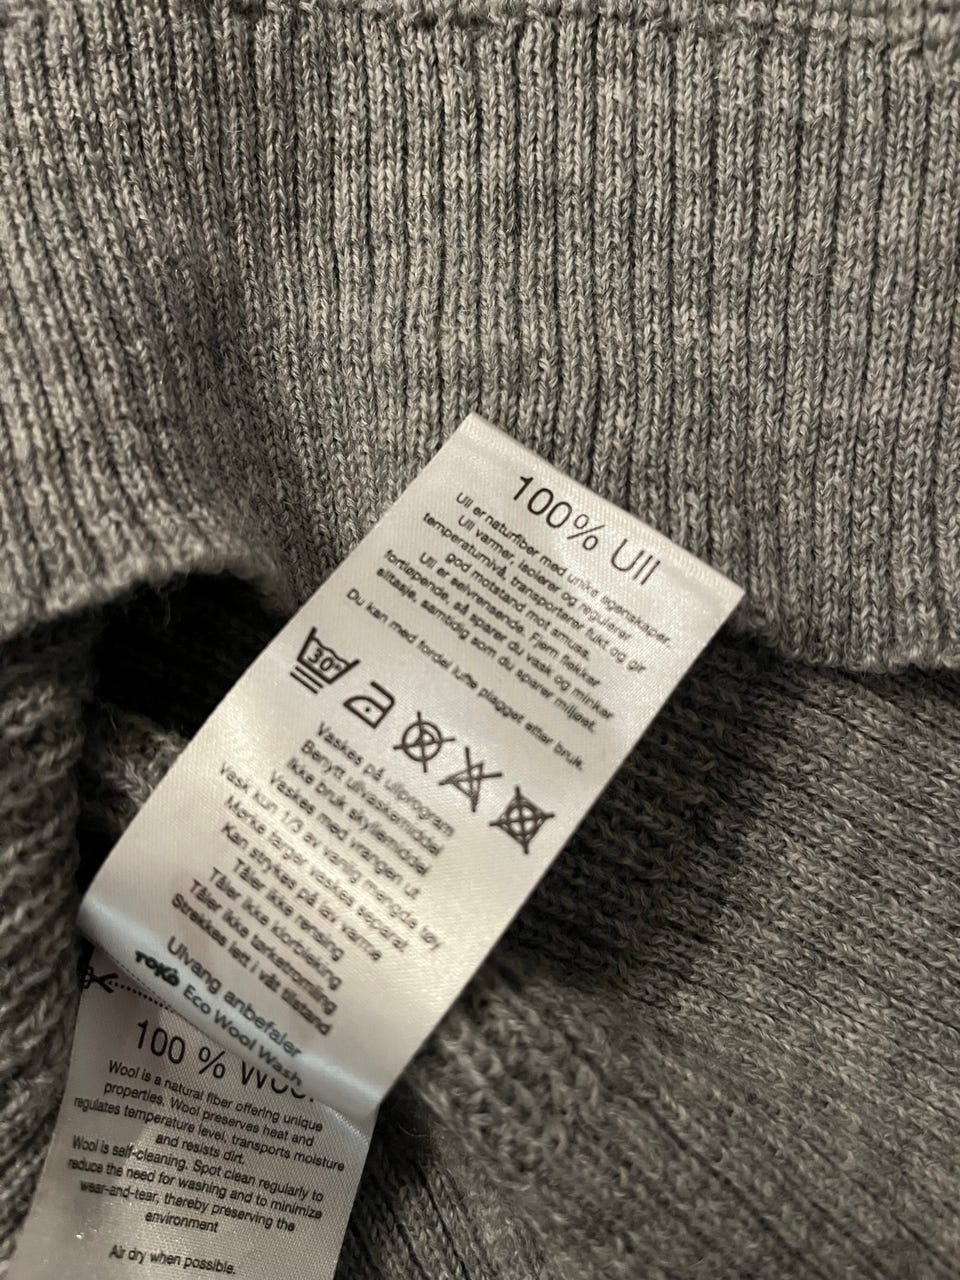 100% Ull
Ull er naturfiber med unike egenskaper.
Ull varmer, isolerer og regulerer
temperaturnivå, transporterer fukt og gir
god motstand mot smuss.
Ull er selvrensende. Fjern flekker
fortløpende, så sparer du vask og minker
slitasje, samtidig som du sparer miljøet.
Du kan med fordel lufte plagget etter bruk.
30°
Vaskes på ullprogram
Benytt ullvaskemiddel
Ikke bruk skyllemiddel
Vaskes med vrangen ut
Vask kun 1/3 av vanlig mengde tøy
Mørke farger vaskes separat
Kan strykes på lav varme
Tåler ikke rensing
Tåler ikke klorbleking
Tåler ikke tørketromling
Strekkes lett i våt tilstand
Ulvang anbefaler
TOKO Eco Wool Wash
100 %
Wool is a natural fiber offering unique
properties. Wool preserves heat and
regulates temperature level, transports moisture
and resists dirt.
Wool is self-cleaning. Spot clean regularly to
reduce the need for washing and to minimize
wear-and-tear, thereby preserving the
environment
Air dry when possible.